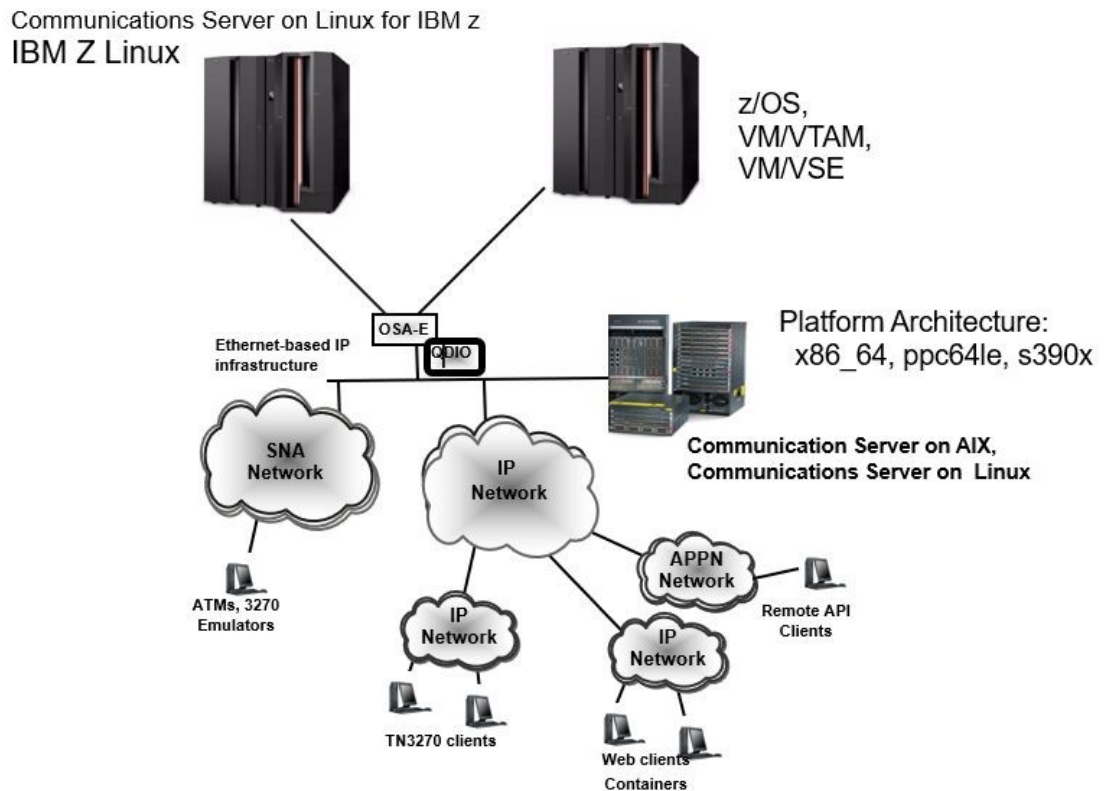 Communications Server on Linux for IBM z
IBM Z Linux
z/OS,
VM/VTAM,
VM/VSE
OSA-E
QDIO
Ethernet-based IP
infrastructure
Platform Architecture:
x86_64, ppc64le, s390x
Communication Server on AIX,
Communications Server on Linux
SNA
Network
IP
Network
APPN
Network
ATMs, 3270
Emulators
IP
Network
Remote API
Clients
IP
Network
TN3270 clients
Web clients
Containers